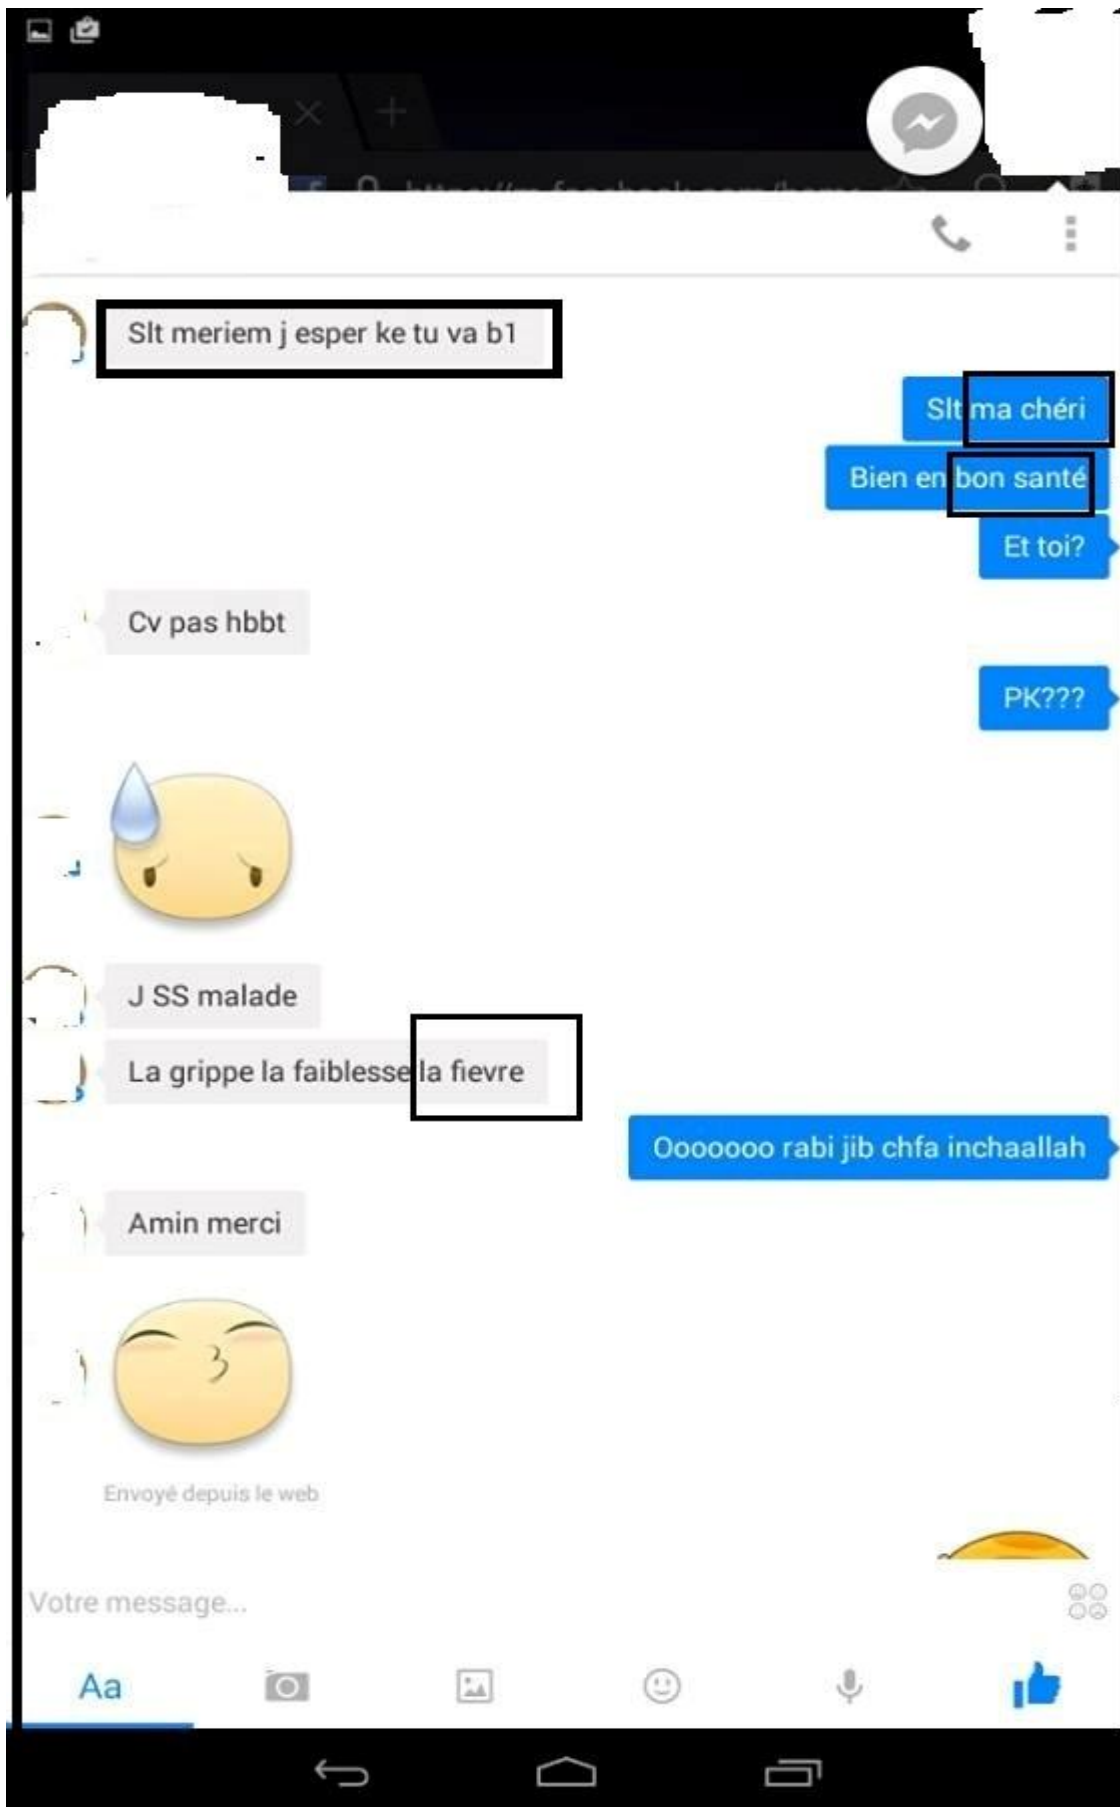 Slt meriem j esper ke tu va b1
Slt ma chéri
Bien en bon santé
Et toi?
Cv pas hbbt
PK???
J SS malade
La grippe la faiblesse la fievre
Ooooooo rabi jib chfa inchaallah
Amin merci
Envoyé depuis le web
Votre message...
Aa